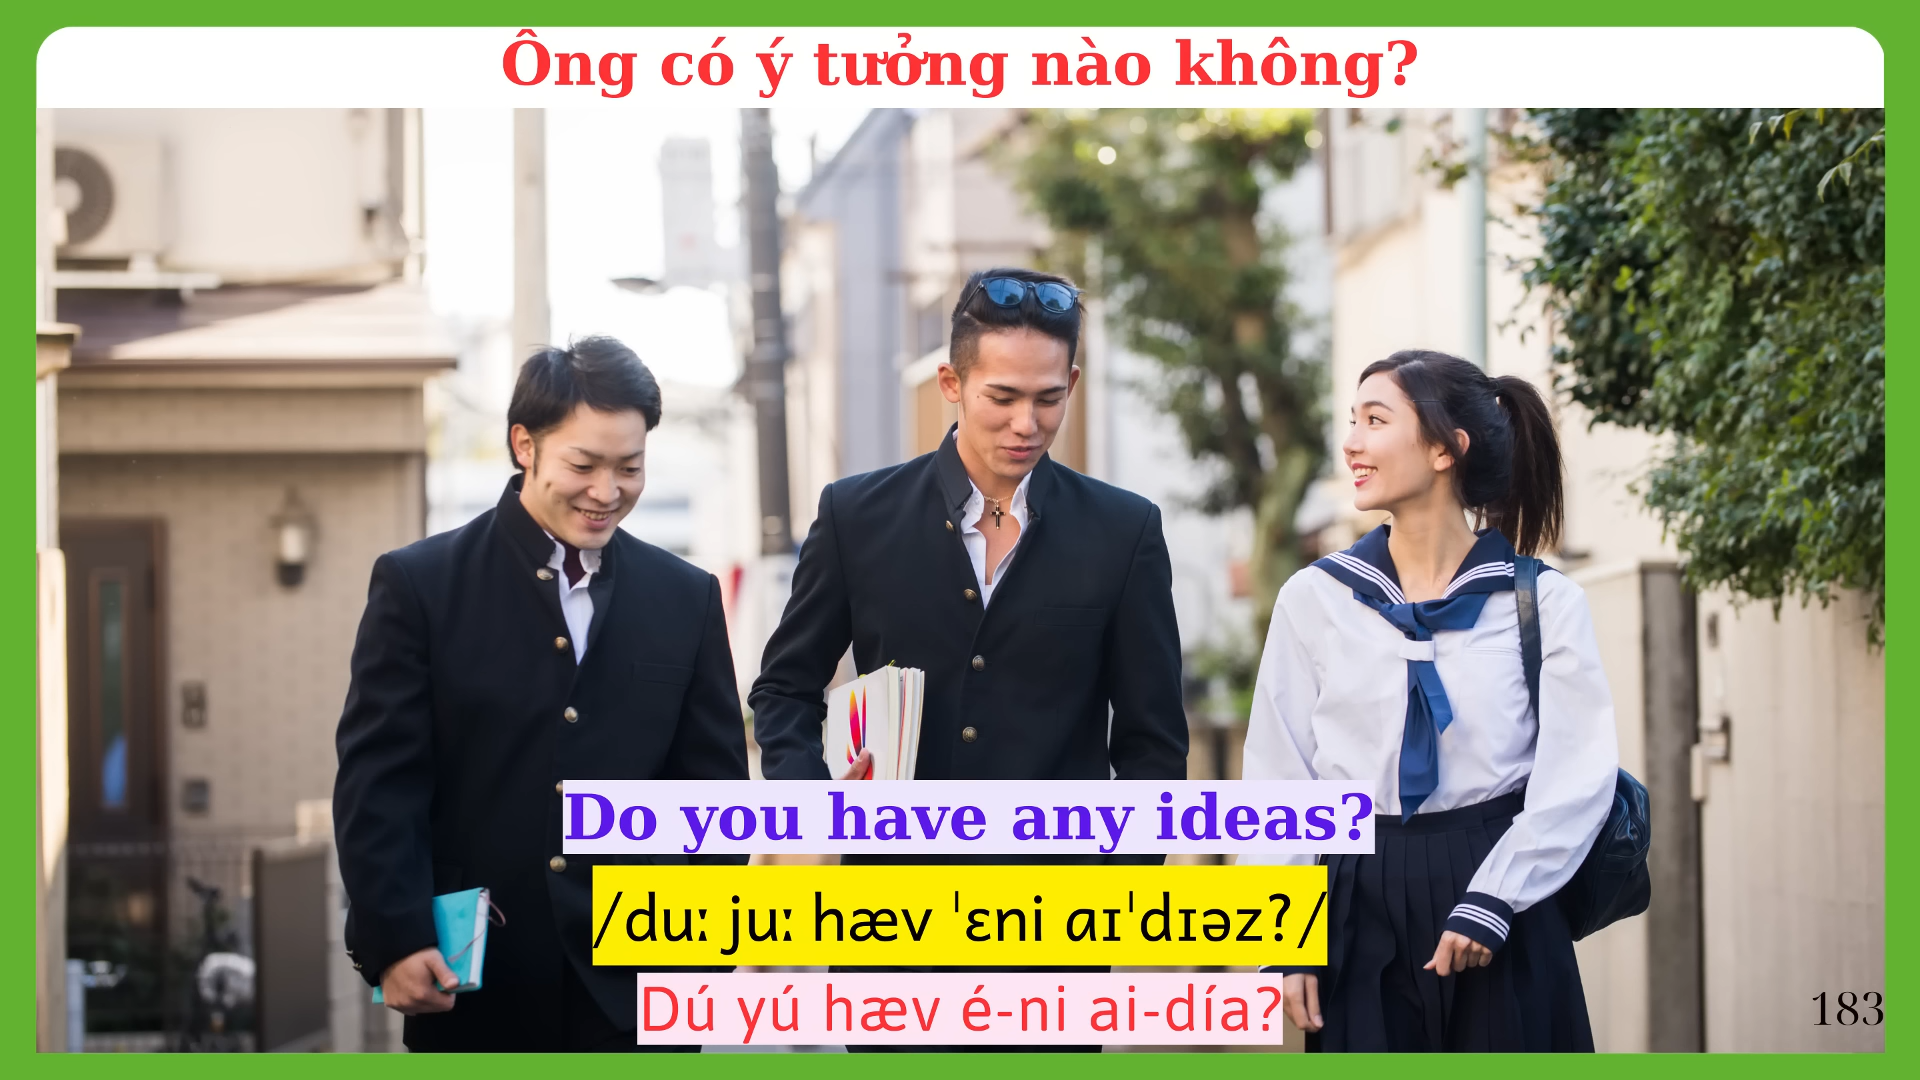 Ông có ý tưởng nào không?
Do you have any ideas?
/duː juː hæv ˈɛni aɪˈdɪəz?/
Dú yú hæv é-ni ai-día?
183